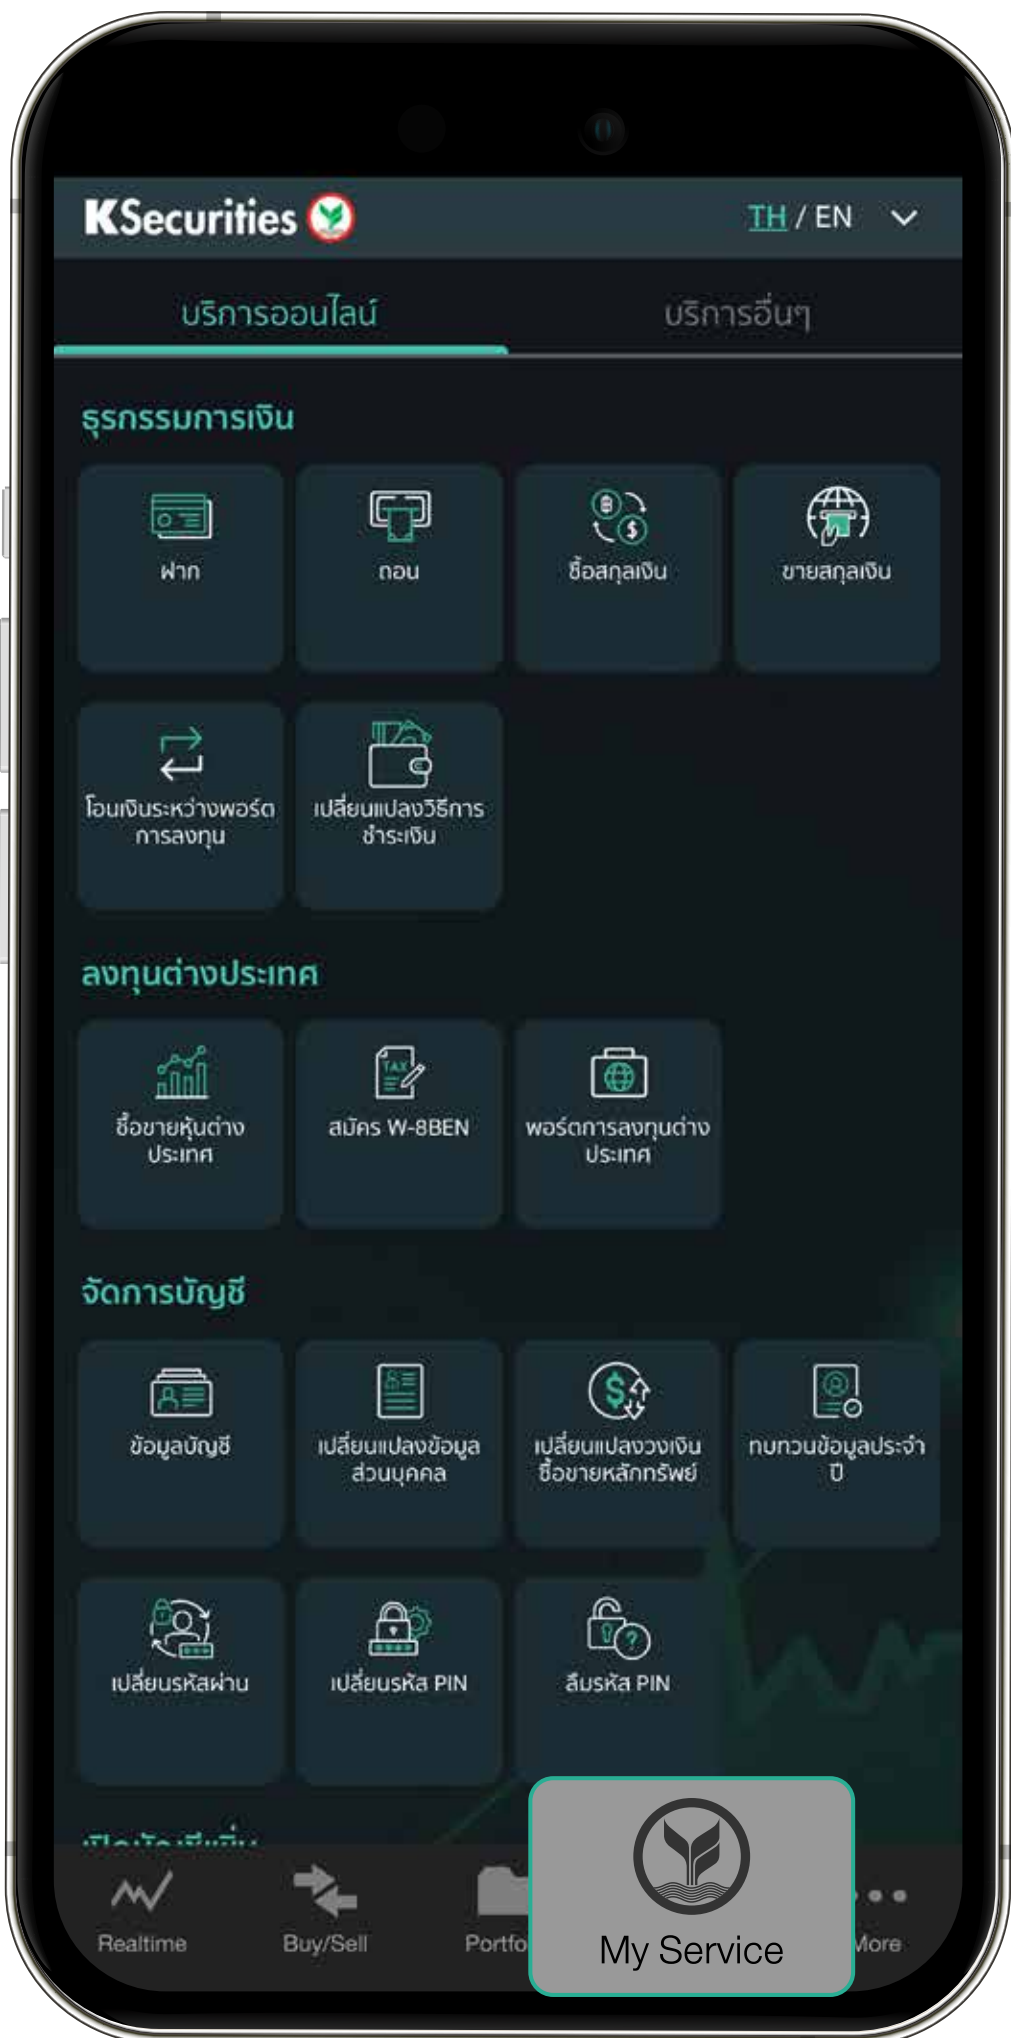 KSecurities
TH / EN
บริการออนไลน์
บริการอื่นๆ
ธุรกรรมการเงิน
ฝาก
ถอน
ซื้อสกุลเงิน
ขายสกุลเงิน
โอนเงินระหว่างพอร์ต
การลงทุน
เปลี่ยนแปลงวิธีการ
ชำระเงิน
ลงทุนต่างประเทศ
ซื้อขายหุ้นต่าง
ประเทศ
TAX
สมัคร W-8BEN
พอร์ตการลงทุนต่าง
ประเทศ
จัดการบัญชี
ข้อมูลบัญชี
เปลี่ยนแปลงข้อมูล
ส่วนบุคคล
เปลี่ยนแปลงวงเงิน
ซื้อขายหลักทรัพย์
ทบทวนข้อมูลประจำ
ปี
เปลี่ยนรหัสผ่าน
เปลี่ยนรหัส PIN
ลืมรหัส PIN
Realtime
Buy/Sell
Portfo
My Service
More